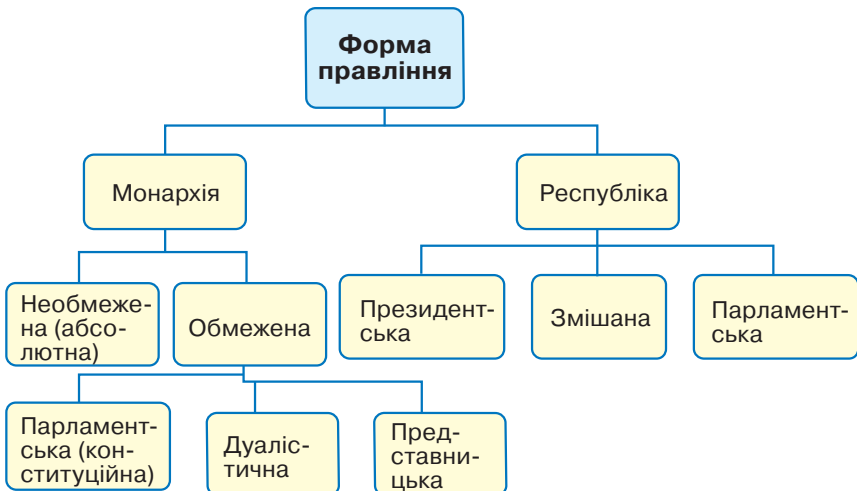 Форма
правління
Монархія
Республіка
Необмеже-
на (абсо-
лютна)
Обмежена
Президент-
ська
Змішана
Парламент-
ська
Парламент-
ська (кон-
ституційна)
Дуаліс-
тична
Пред-
ставни-
цька